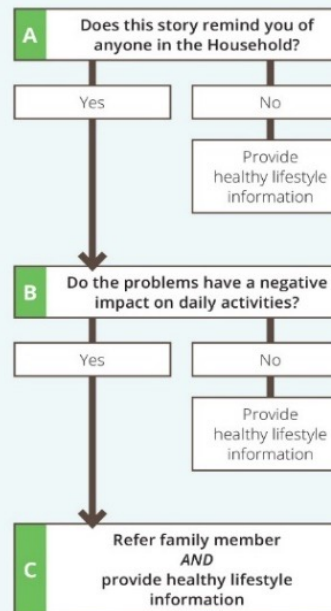 A
Does this story remind you of
anyone in the Household?
Yes
No
Provide
healthy lifestyle
information
B
Do the problems have a negative
impact on daily activities?
Yes
No
Provide
healthy lifestyle
information
C
Refer family member
AND
provide healthy lifestyle
information